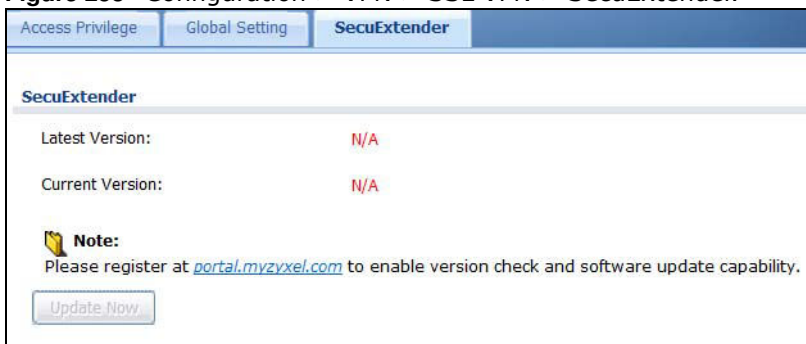 Access Privilege Global Setting SecuExtender
SecuExtender
Latest Version: N/A
Current Version: N/A
Note:
Please register at portal.myzyxel.com to enable version check and software update capability.
Update Now